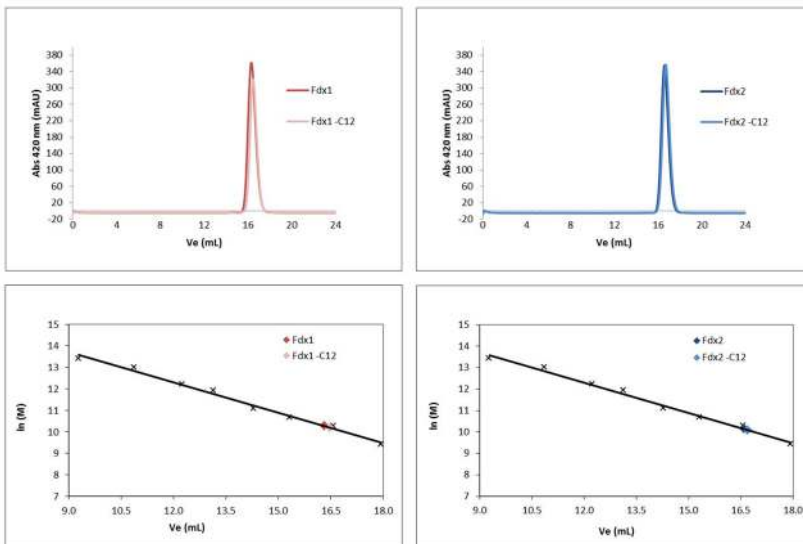 380
340
300
260
220
180
140
100
60
20
-20
Abs 420 nm (mAU)
0 4 8 12 16 20 24
Ve (mL)
Fdx1
Fdx1 -C12
380
340
300
260
220
180
140
100
60
20
-20
Abs 420 nm (mAU)
0 4 8 12 16 20 24
Ve (mL)
Fdx2
Fdx2 -C12
15
14
13
12
11
10
9
8
7
ln (M)
9.0 10.5 12.0 13.5 15.0 16.5 18.0
Ve (mL)
Fdx1
Fdx1 -C12
15
14
13
12
11
10
9
8
7
ln (M)
9.0 10.5 12.0 13.5 15.0 16.5 18.0
Ve (mL)
Fdx2
Fdx2 -C12